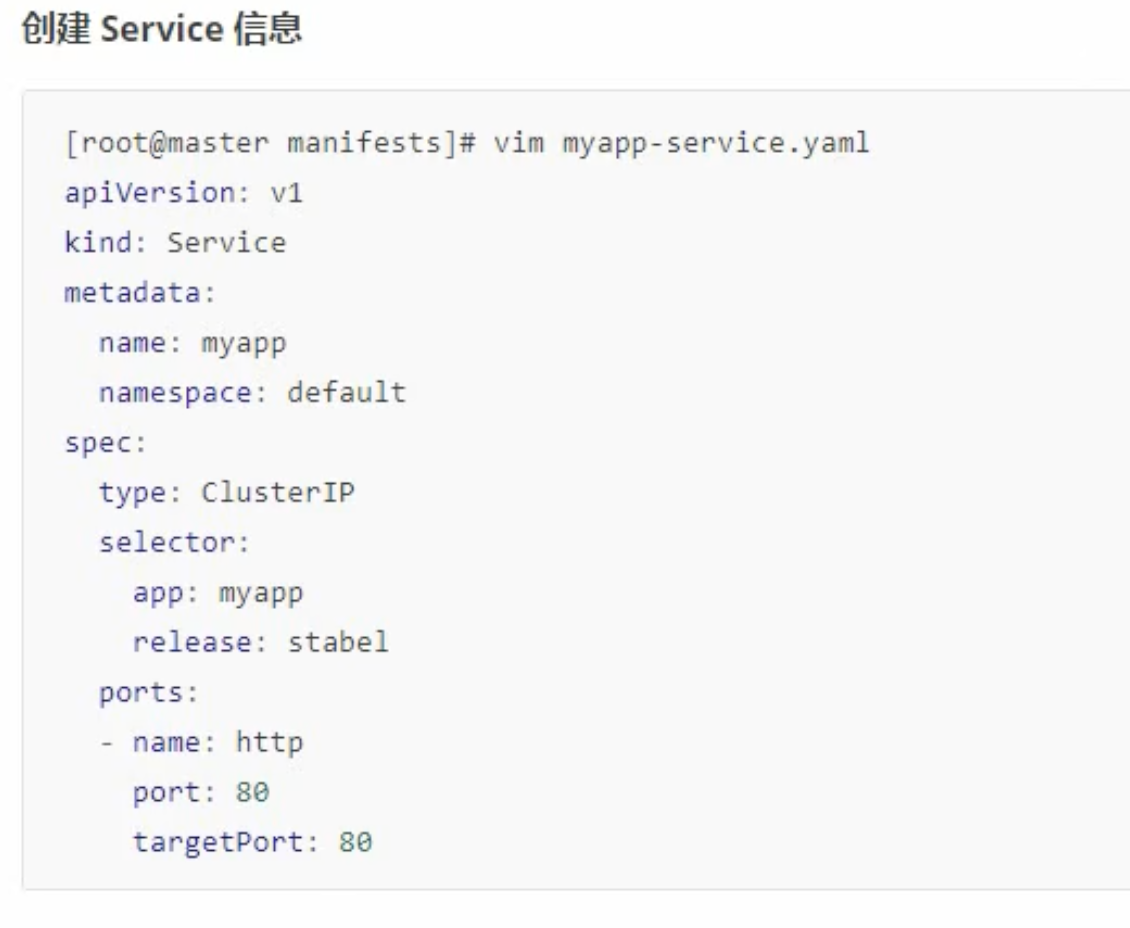 创建 Service 信息
[root@master manifests]# vim myapp-service.yaml
apiVersion: v1
kind: Service
metadata:
  name: myapp
  namespace: default
spec:
  type: ClusterIP
  selector:
    app: myapp
    release: stabel
  ports:
  - name: http
    port: 80
    targetPort: 80